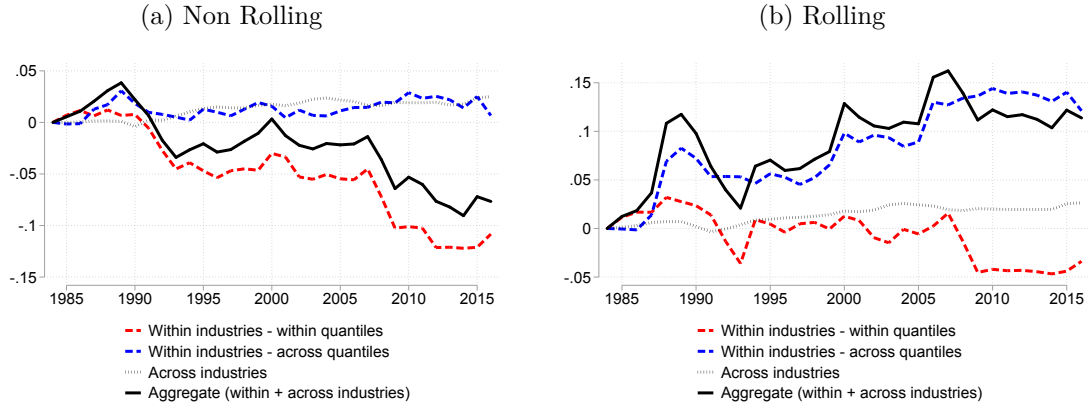 (a) Non Rolling
.05
0
-.05
-.1
-.15
1985 1990 1995 2000 2005 2010 2015
Within industries - within quantiles
Within industries - across quantiles
Across industries
Aggregate (within + across industries)
(b) Rolling
.15
.1
.05
0
-.05
1985 1990 1995 2000 2005 2010 2015
Within industries - within quantiles
Within industries - across quantiles
Across industries
Aggregate (within + across industries)